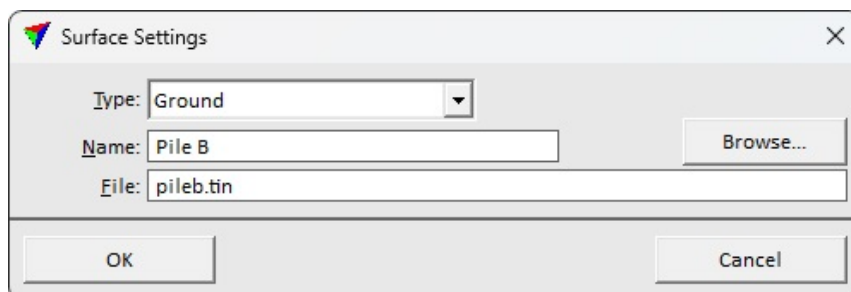 Surface Settings
Type: Ground
Name: Pile B
Browse...
File: pileb.tin
OK
Cancel